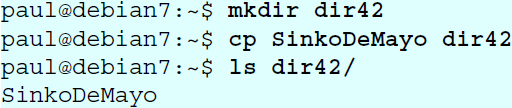 paul@debian7:~$ mkdir dir42
paul@debian7:~$ cp SinkoDeMayo dir42
paul@debian7:~$ ls dir42/
SinkoDeMayo